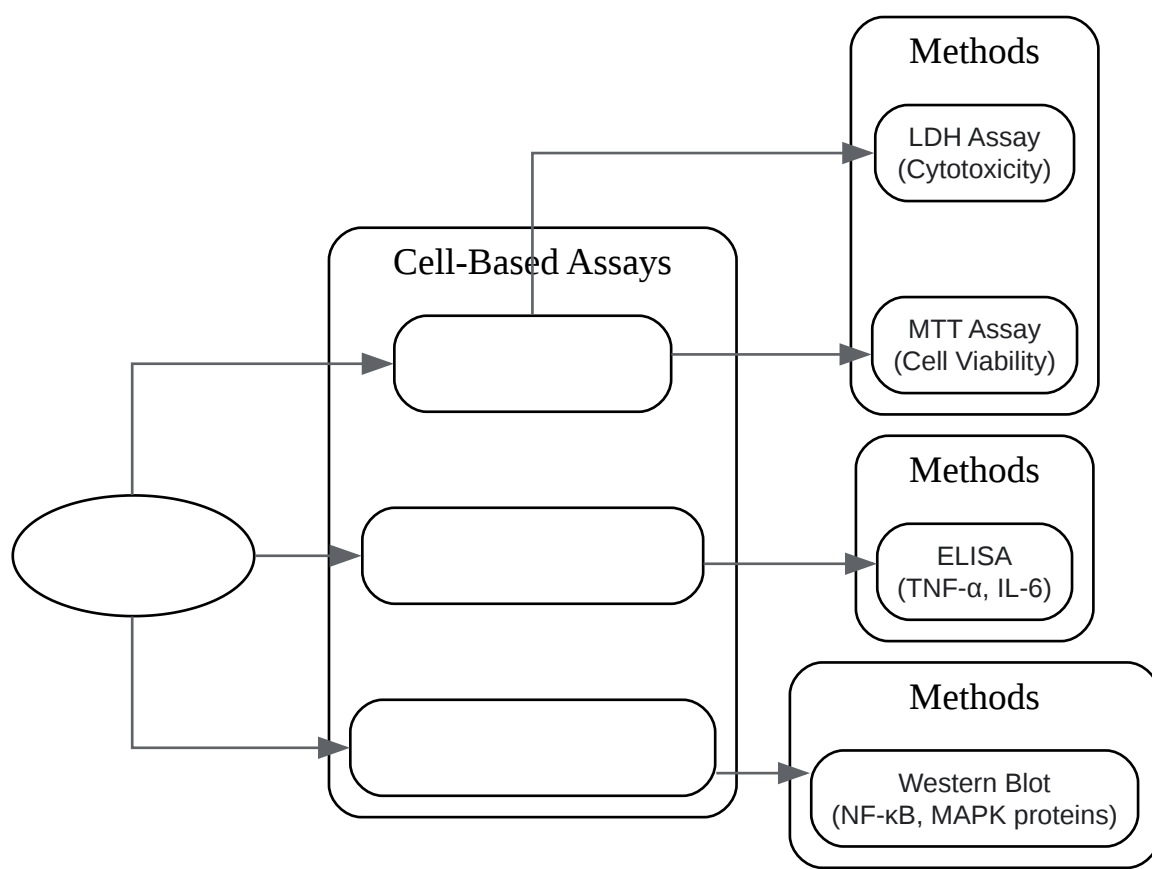 Methods
LDH Assay
(Cytotoxicity)
MTT Assay
(Cell Viability)
Cell-Based Assays
Methods
ELISA
(TNF-α, IL-6)
Methods
Western Blot
(NF-κB, MAPK proteins)